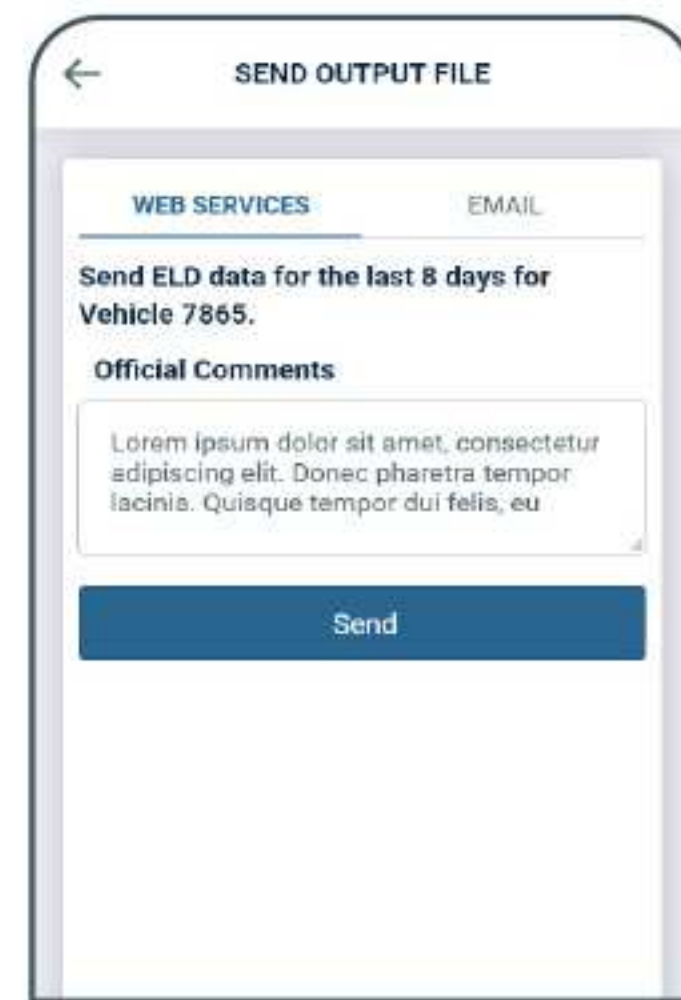 SEND OUTPUT FILE
WEB SERVICES EMAIL
Send ELD data for the last 8 days for
Vehicle 7865.
Official Comments
Lorem ipsum dolor sit amet, consectetur
adipiscing elit. Donec pharetra tempor
lacinia. Quisque tempor dui felis, eu
Send